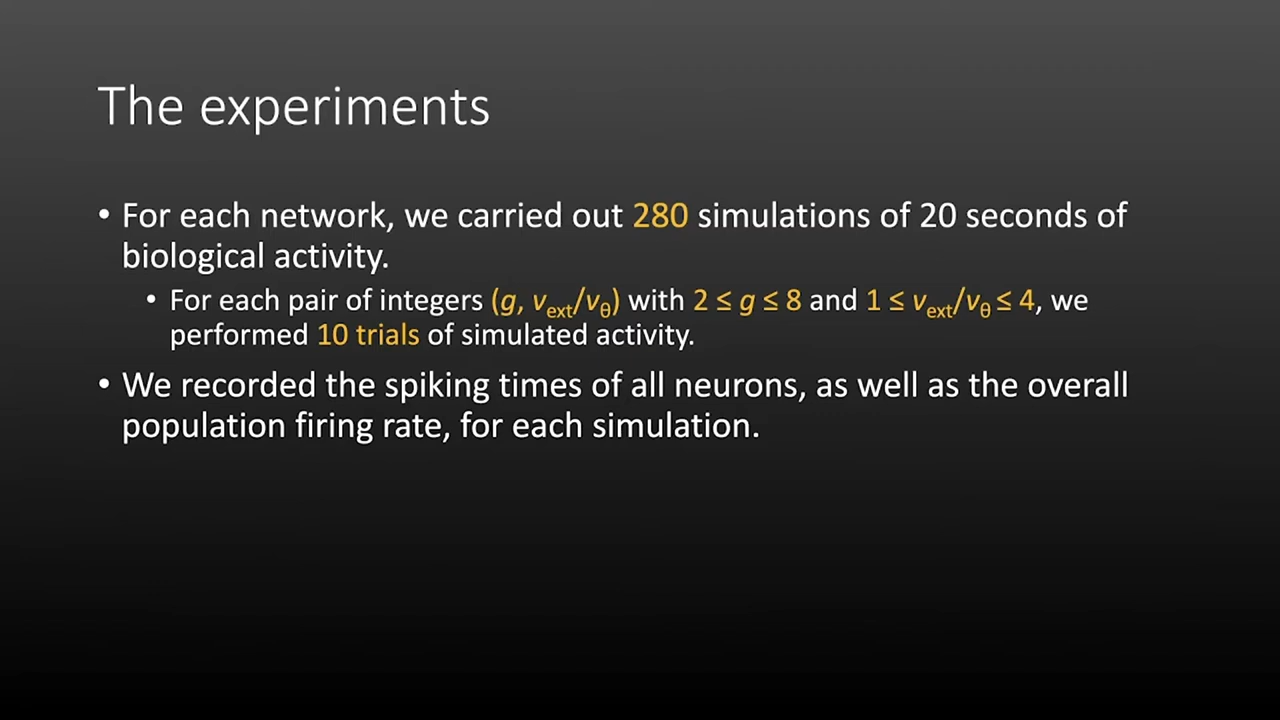 The experiments
• For each network, we carried out 280 simulations of 20 seconds of
biological activity.
• For each pair of integers (g, vext/vθ) with 2 ≤ g ≤ 8 and 1 ≤ vext/vθ ≤ 4, we
performed 10 trials of simulated activity.
• We recorded the spiking times of all neurons, as well as the overall
population firing rate, for each simulation.